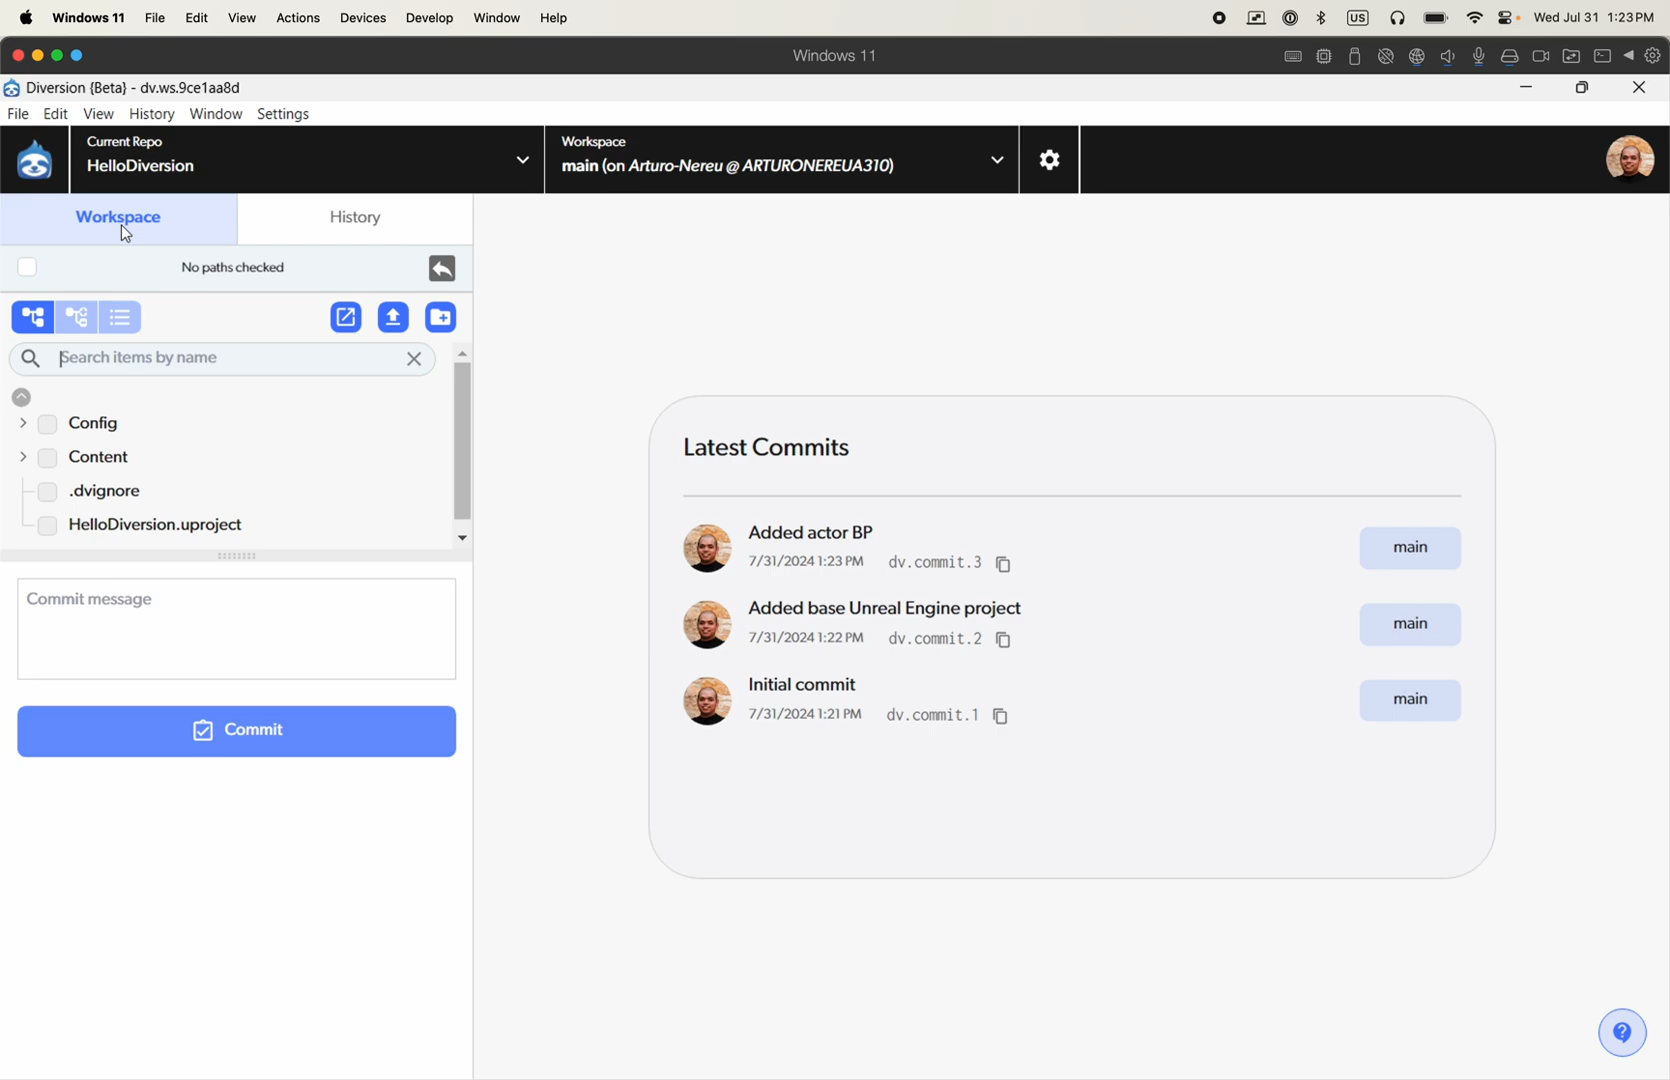 Windows 11 File Edit View Actions Devices Develop Window Help US Wed Jul 31 1:23 PM
Windows 11
Diversion {Beta} - dv.ws.9ce1aa8d
File Edit View History Window Settings
Current Repo
HelloDiversion
Workspace
main (on Arturo-Nereu @ ARTURONEREUA310)
Workspace History
No paths checked
Search items by name
Config
Content
.dvignore
HelloDiversion.uproject
Commit message
Commit
Latest Commits
Added actor BP
7/31/2024 1:23 PM dv.commit.3
main
Added base Unreal Engine project
7/31/2024 1:22 PM dv.commit.2
main
Initial commit
7/31/2024 1:21 PM dv.commit.1
main